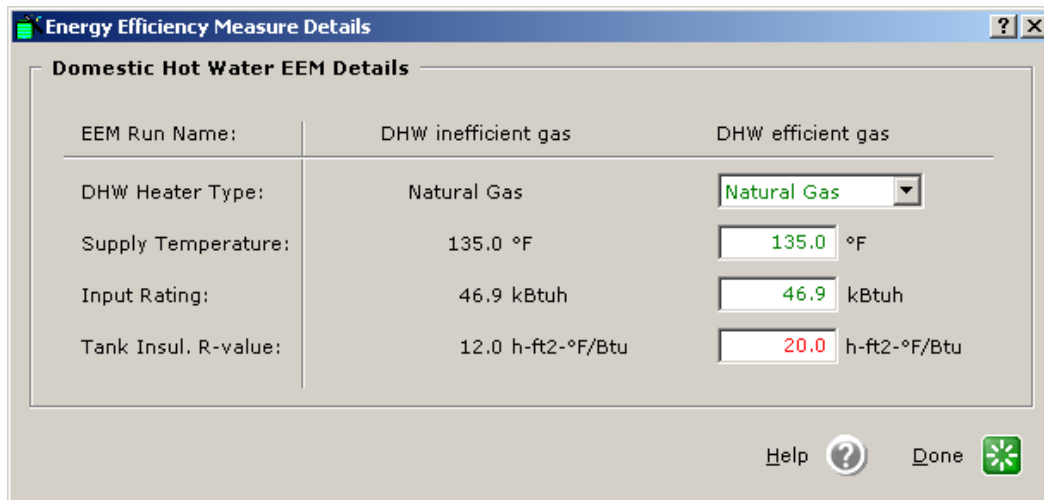 Energy Efficiency Measure Details
Domestic Hot Water EEM Details
EEM Run Name: DHW inefficient gas DHW efficient gas
DHW Heater Type: Natural Gas Natural Gas
Supply Temperature: 135.0 °F 135.0 °F
Input Rating: 46.9 kBtuh 46.9 kBtuh
Tank Insul. R-value: 12.0 h-ft2-°F/Btu 20.0 h-ft2-°F/Btu
Help ? Done